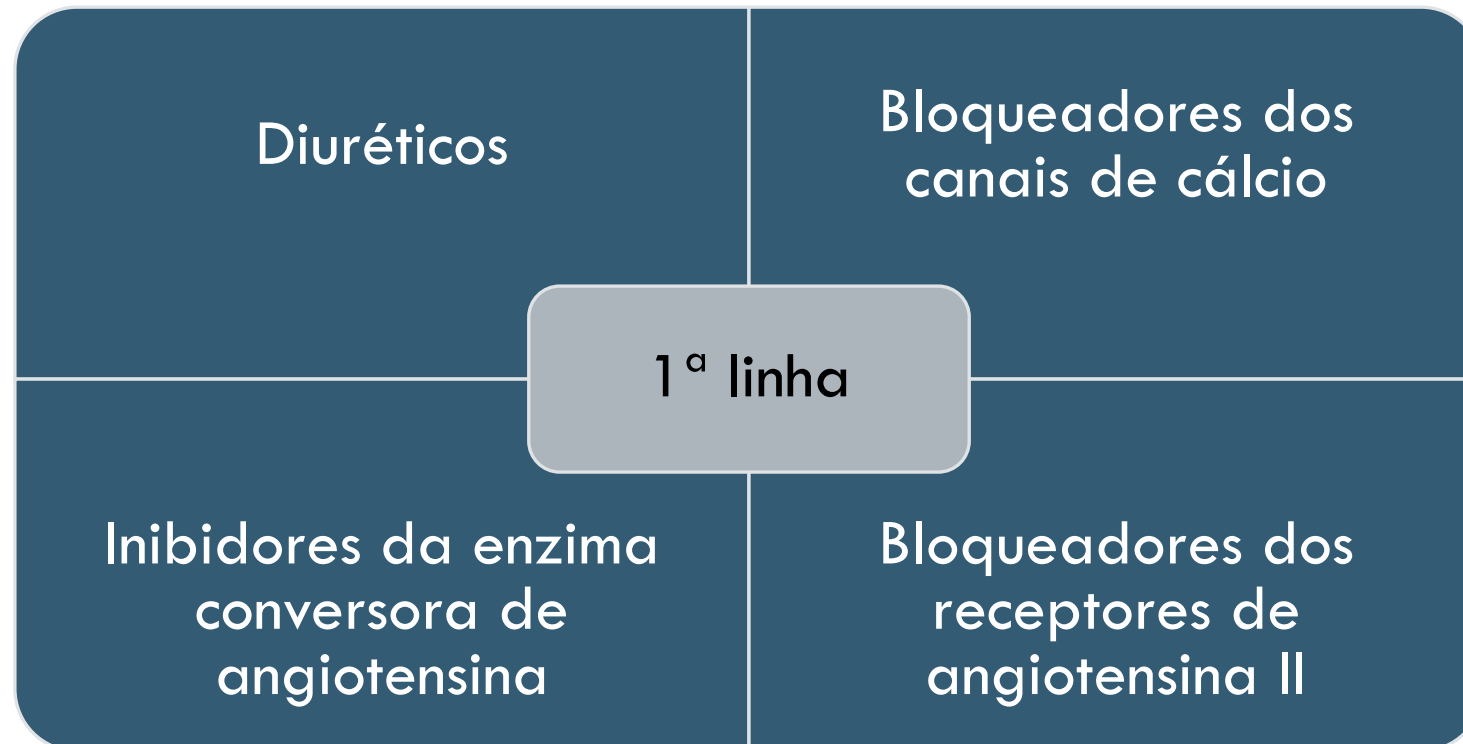 Diuréticos
Bloqueadores dos
canais de cálcio
1ª linha
Inibidores da enzima
conversora de
angiotensina
Bloqueadores dos
receptores de
angiotensina II